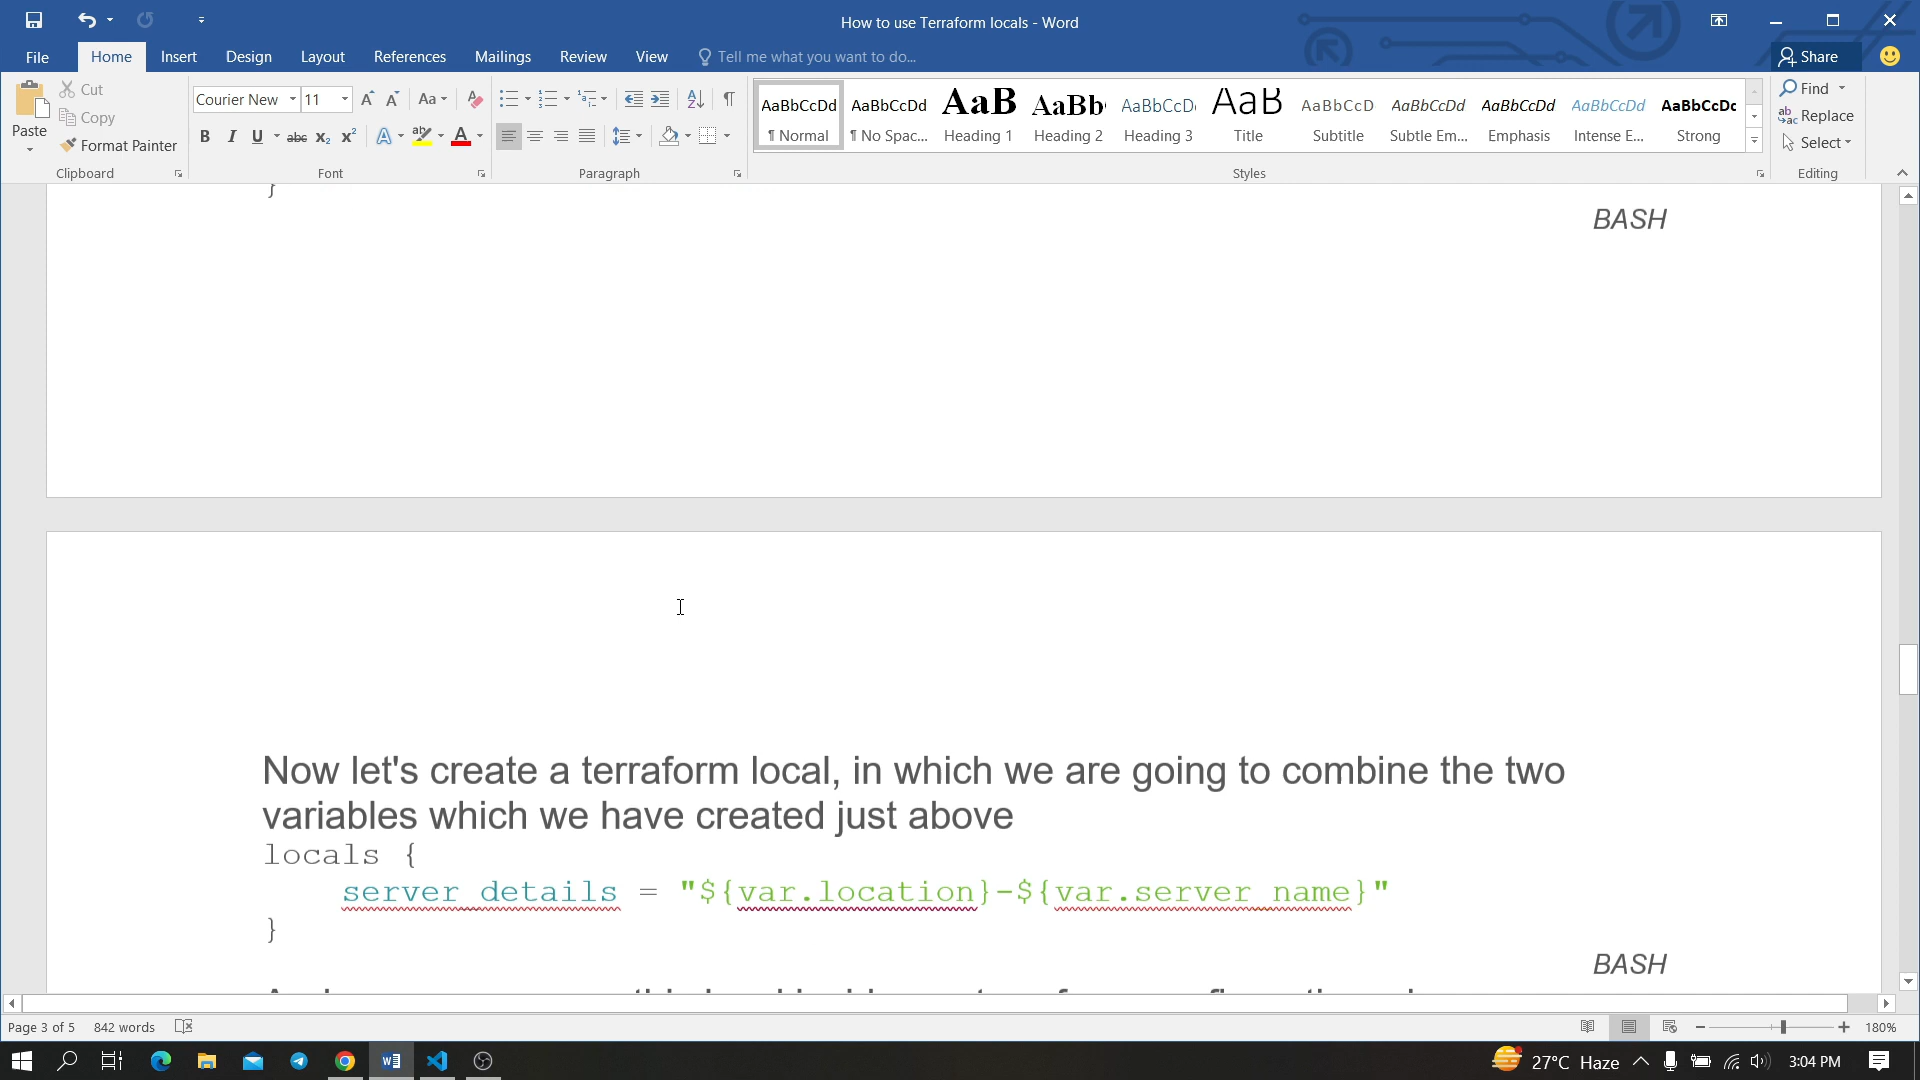 How to use Terraform locals - Word
File Home Insert Design Layout References Mailings Review View Tell me what you want to do... Share
Paste Cut Copy Format Painter Clipboard
Courier New 11 Font
Paragraph
AaBbCcDd AaBbCcDd AaB AaBb AaBbCcD AaB AaBbCcD AaBbCcDd AaBbCcDd AaBbCcDd AaBbCcDc
¶ Normal ¶ No Spac... Heading 1 Heading 2 Heading 3 Title Subtitle Subtle Em... Emphasis Intense E... Strong
Styles
Find
Replace
Select
Editing
}
BASH
Now let's create a terraform local, in which we are going to combine the two
variables which we have created just above
locals {
server_details = "${var.location}-${var.server_name}"
}
BASH
Page 3 of 5 842 words 180%
27°C Haze 3:04 PM